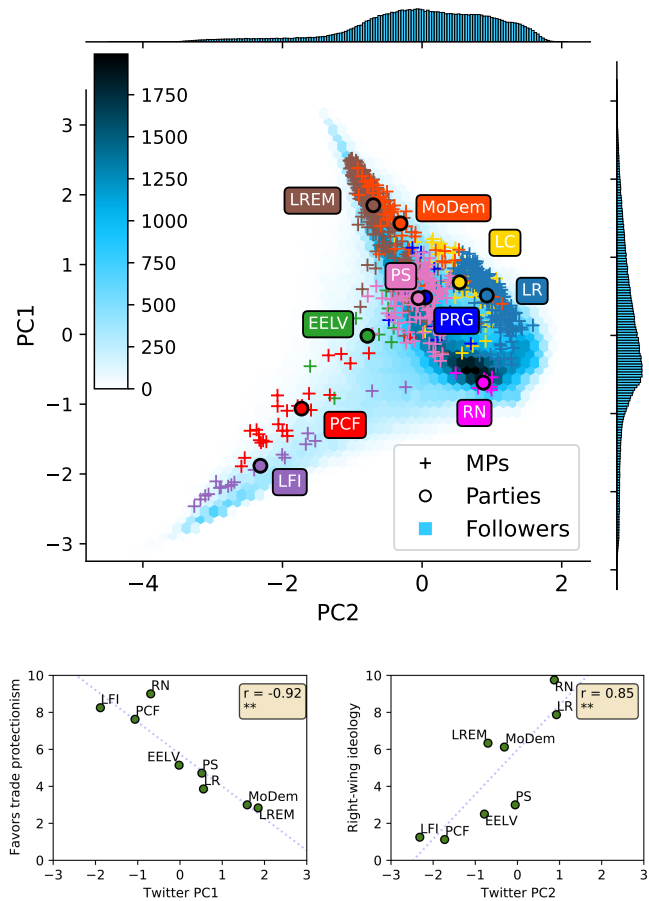 1750
1500
1250
1000
750
500
250
0
3
2
1
0
−1
−2
−3
PC1
LREM
MoDem
LC
PS
LR
EELV
PRG
PCF
RN
LFI
MPs
Parties
Followers
−4
−2
0
2
PC2
10
8
6
4
2
0
Favors trade protectionism
RN
LFI
PCF
EELV
PS
LR
MoDem
LREM
r = -0.92
**
−3
−2
−1
0
1
2
3
Twitter PC1
10
8
6
4
2
0
Right-wing ideology
RN
LR
LREM
MoDem
PS
EELV
LFI
PCF
r = 0.85
**
−3
−2
−1
0
1
2
3
Twitter PC2